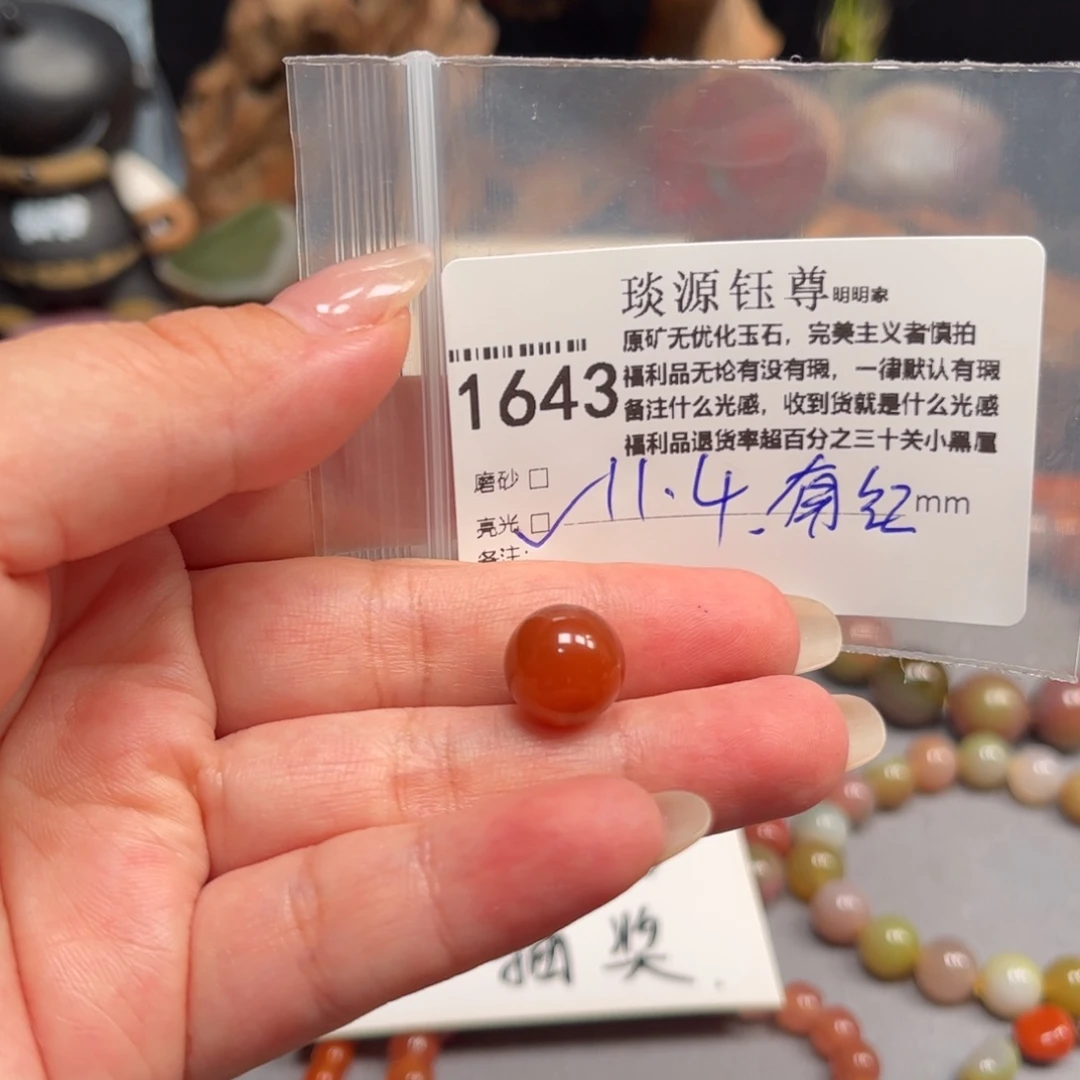 琰源钰尊明明家
原矿无优化玉石，完美主义者慎拍
1643
福利品无论有没有瑕，一律默认有瑕
备注什么光感，收到货就是什么光感
福利品退货率超百分之三十关小黑屋
磨砂 □
亮光 □ 11.4. mm
备注：
抽奖